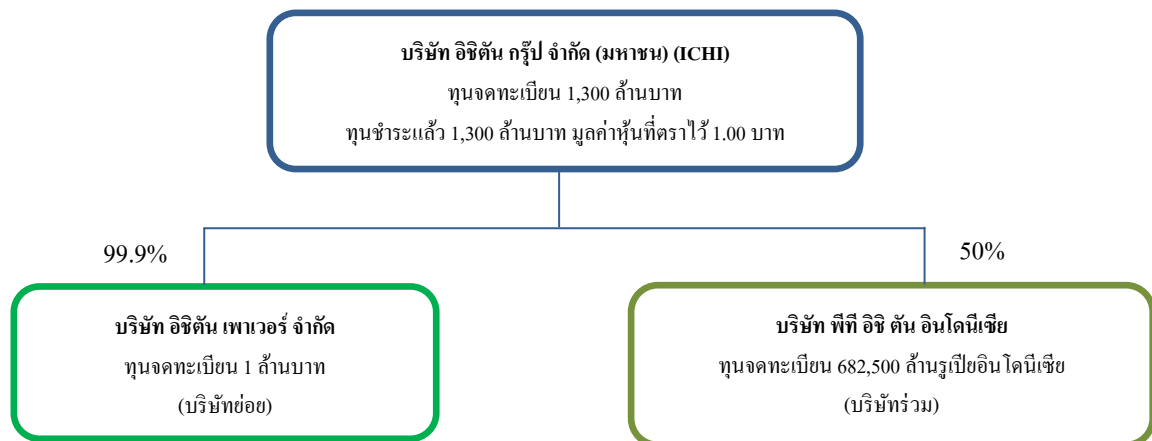 บริษัท อิชิตัน กรุ๊ป จำกัด (มหาชน) (ICHI)
ทุนจดทะเบียน 1,300 ล้านบาท
ทุนชำระแล้ว 1,300 ล้านบาท มูลค่าหุ้นที่ตราไว้ 1.00 บาท
99.9%
50%
บริษัท อิชิตัน เพาเวอร์ จำกัด
ทุนจดทะเบียน 1 ล้านบาท
(บริษัทย่อย)
บริษัท พีที อิชิ ตัน อินโดนีเซีย
ทุนจดทะเบียน 682,500 ล้านรูเปียอินโดนีเซีย
(บริษัทร่วม)